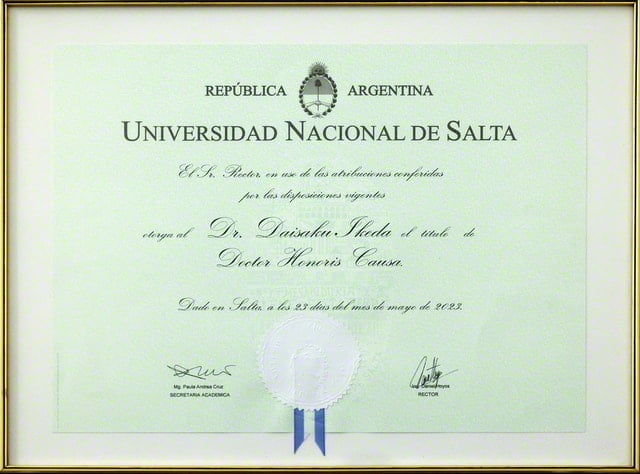 REPÚBLICA ARGENTINA
UNIVERSIDAD NACIONAL DE SALTA
El Sr. Rector, en uso de las atribuciones conferidas
por las disposiciones vigentes
otorga al Dr. Daisaku Ikeda el título de
Doctor Honoris Causa.
Dado en Salta, a los 23 días del mes de mayo de 2023.
Mg. Paula Andrea Cruz
SECRETARIA ACADEMICA
Ing. Hoyos
RECTOR